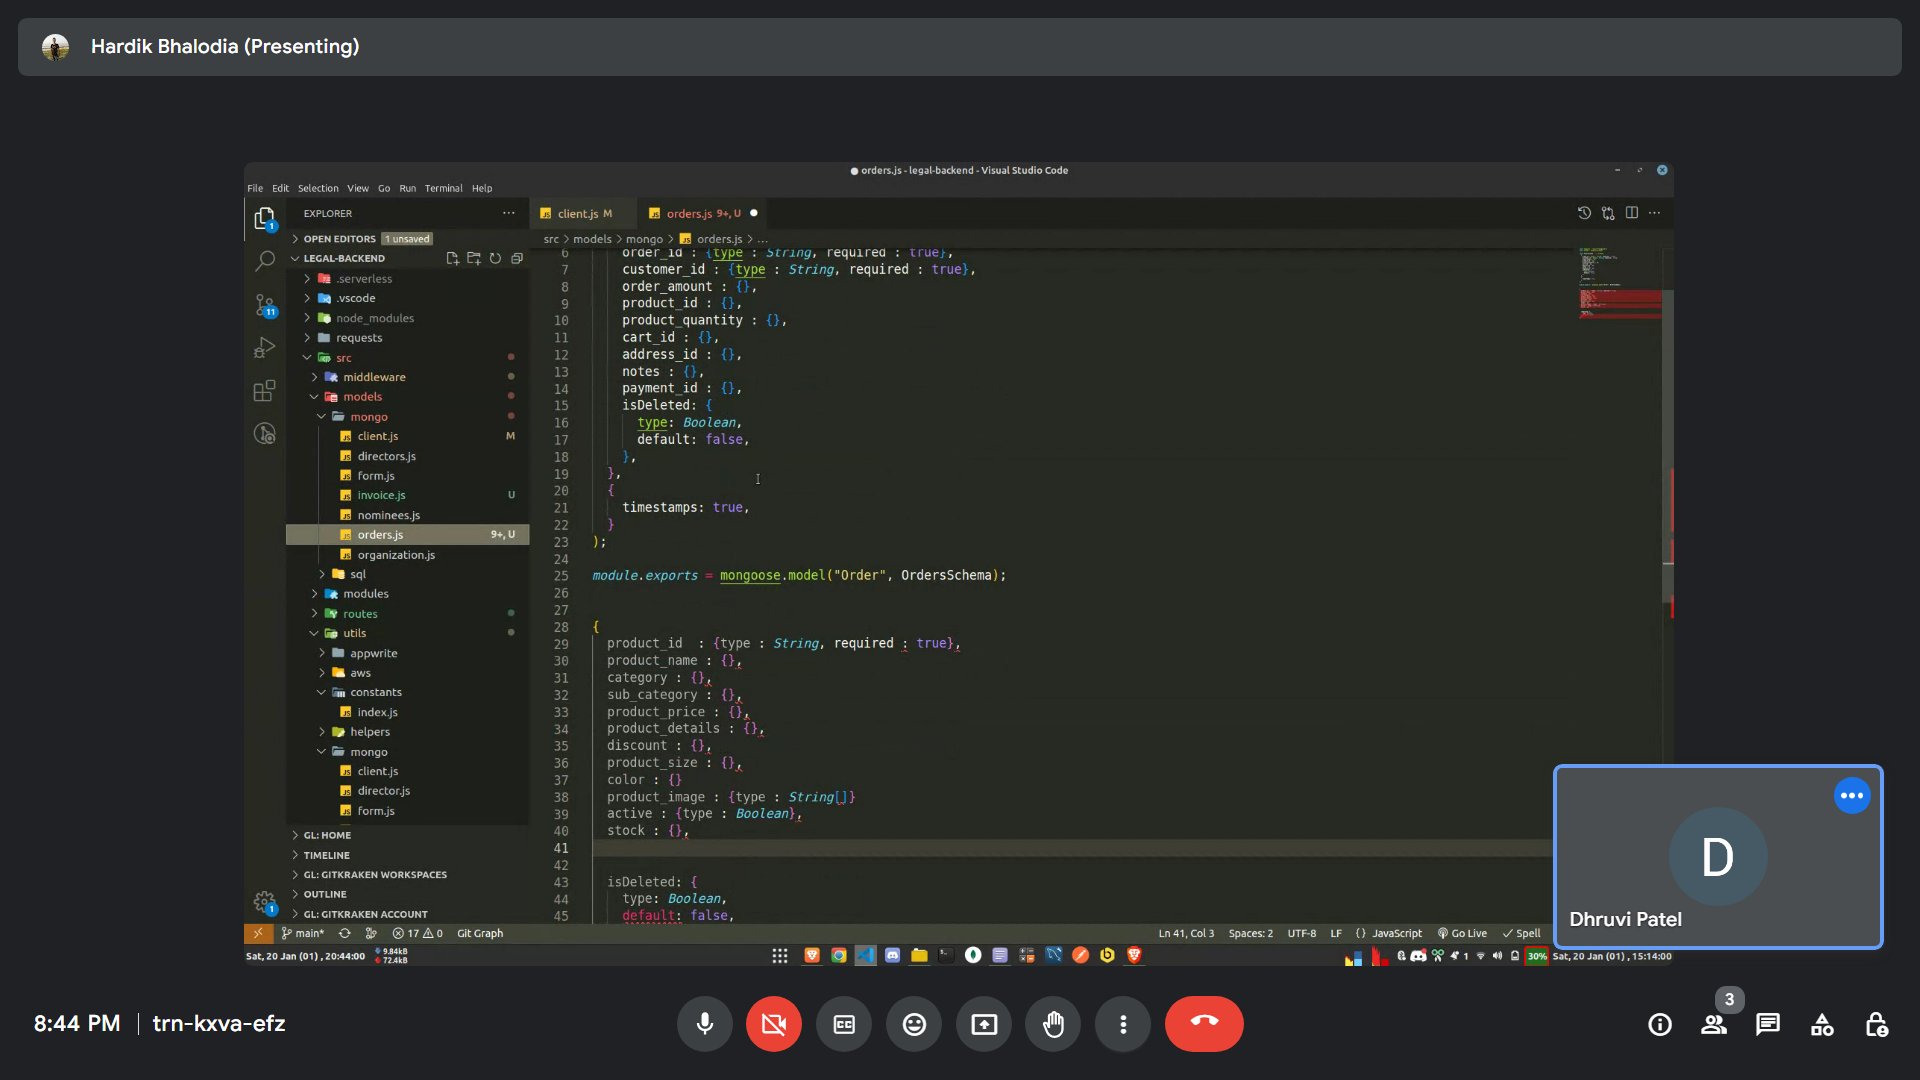 Hardik Bhalodia (Presenting)
orders.js - legal-backend - Visual Studio Code
File Edit Selection View Go Run Terminal Help
EXPLORER
client.js M
orders.js 9+, U
OPEN EDITORS 1 unsaved
src > models > mongo > orders.js > ...
LEGAL-BACKEND
.serverless
.vscode
node_modules
requests
src
middleware
models
mongo
client.js M
directors.js
form.js
invoice.js U
nominees.js
orders.js 9+, U
organization.js
sql
modules
routes
utils
appwrite
aws
constants
index.js
helpers
mongo
client.js
director.js
form.js
GL: HOME
TIMELINE
GL: GITKRAKEN WORKSPACES
OUTLINE
GL: GITKRAKEN ACCOUNT
1
11
1
6 order_id : {type : String, required : true},
7 customer_id : {type : String, required : true},
8 order_amount : {},
9 product_id : {},
10 product_quantity : {},
11 cart_id : {},
12 address_id : {},
13 notes : {},
14 payment_id : {},
15 isDeleted: {
16 type: Boolean,
17 default: false,
18 },
19 },
20 {
21 timestamps: true,
22 }
23 );
24
25 module.exports = mongoose.model("Order", OrdersSchema);
26
27
28 {
29 product_id : {type : String, required : true},
30 product_name : {},
31 category : {},
32 sub_category : {},
33 product_price : {},
34 product_details : {},
35 discount : {},
36 product_size : {},
37 color : {}
38 product_image : {type : String[]}
39 active : {type : Boolean},
40 stock : {},
41
42
43 isDeleted: {
44 type: Boolean,
45 default: false,
main* 17 0 Git Graph
Ln 41, Col 3 Spaces: 2 UTF-8 LF {} JavaScript Go Live Spell
Sat, 20 Jan (01) , 20:44:00
9.84kB
72.4kB
1
30%
Sat, 20 Jan (01) , 15:14:00
D
Dhruvi Patel
8:44 PM | trn-kxva-efz
3